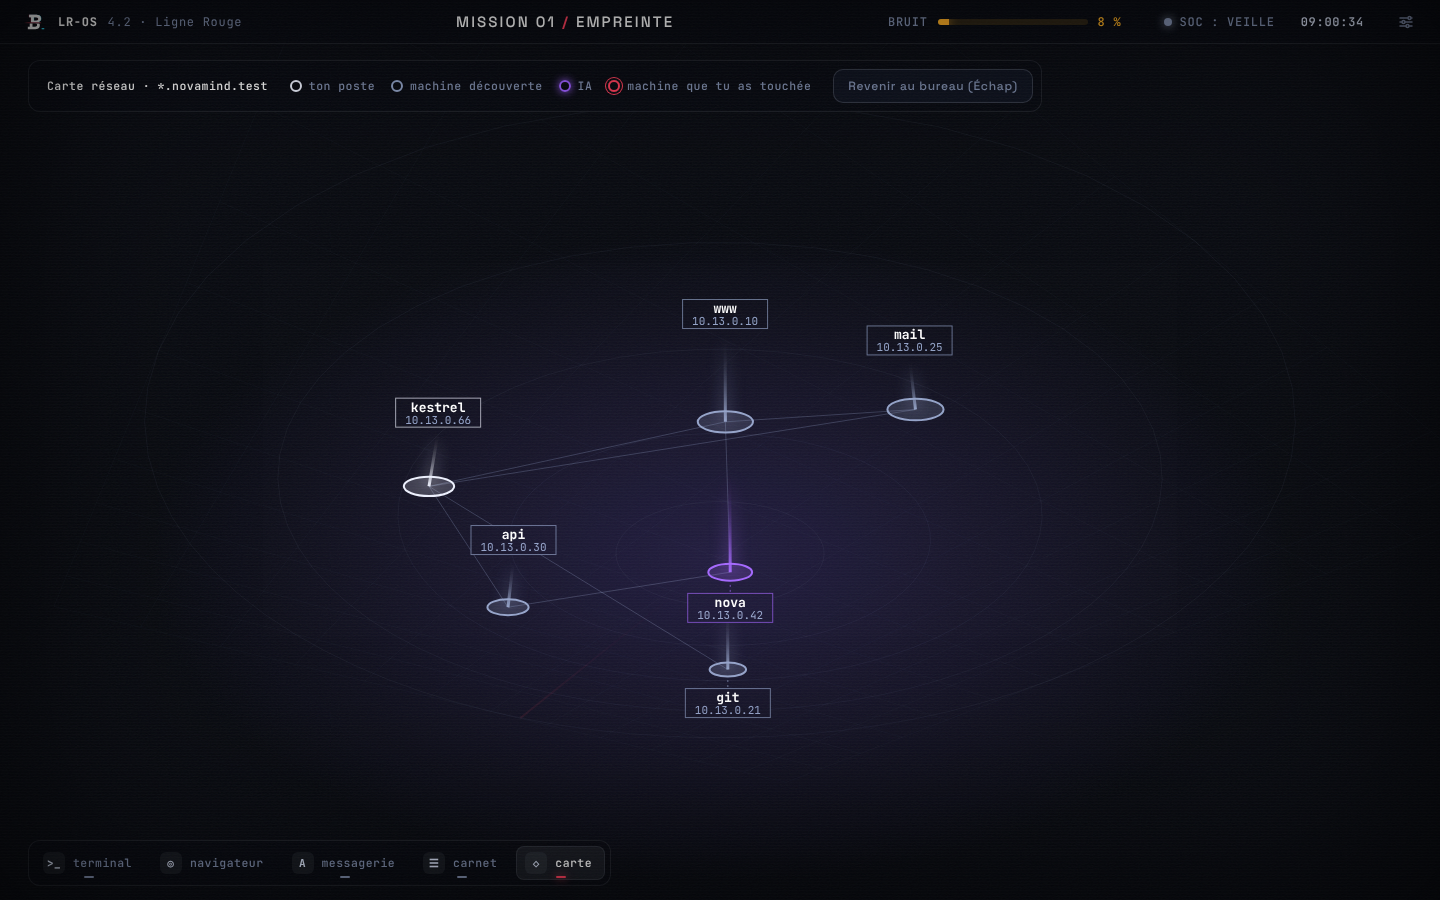 B LR-OS 4.2 · Ligne Rouge
MISSION 01 / EMPREINTE
BRUIT 8 %
SOC : VEILLE
09:00:34
Carte réseau · *.novamind.test
ton poste
machine découverte
IA
machine que tu as touchée
Revenir au bureau (Échap)
www
10.13.0.10
mail
10.13.0.25
kestrel
10.13.0.66
api
10.13.0.30
nova
10.13.0.42
git
10.13.0.21
>_ terminal
navigateur
A messagerie
carnet
carte